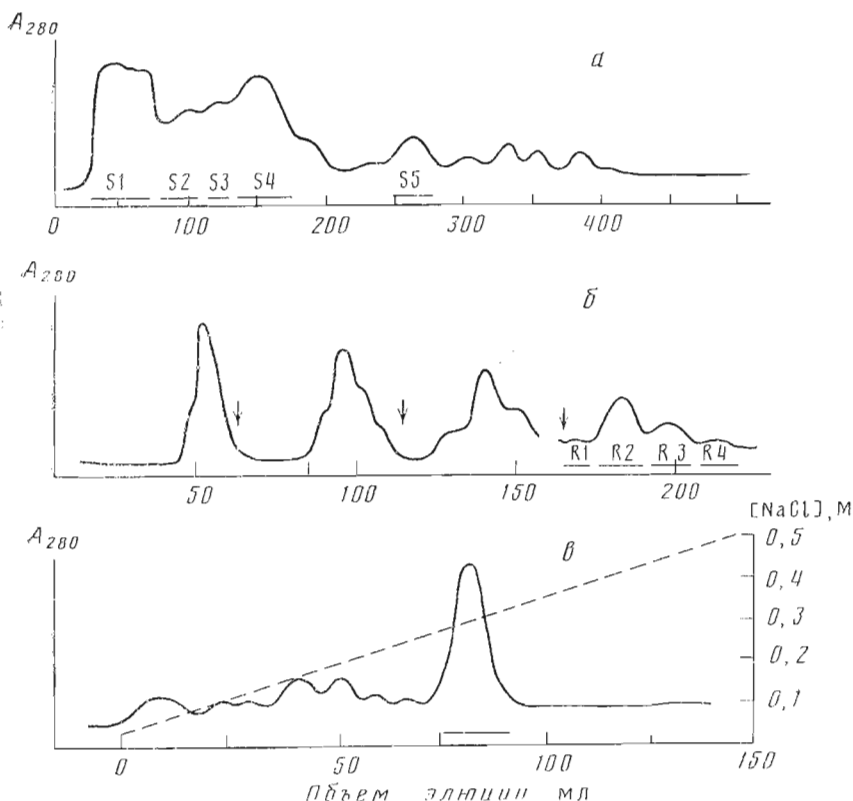 A280
а
S1 S2 S3 S4 S5
0 100 200 300 400
A280
б
R1 R2 R3 R4
50 100 150 200
[NaCl], М
A280
в
0,5
0,4
0,3
0,2
0,1
0 50 100 150
Объем элюции мл